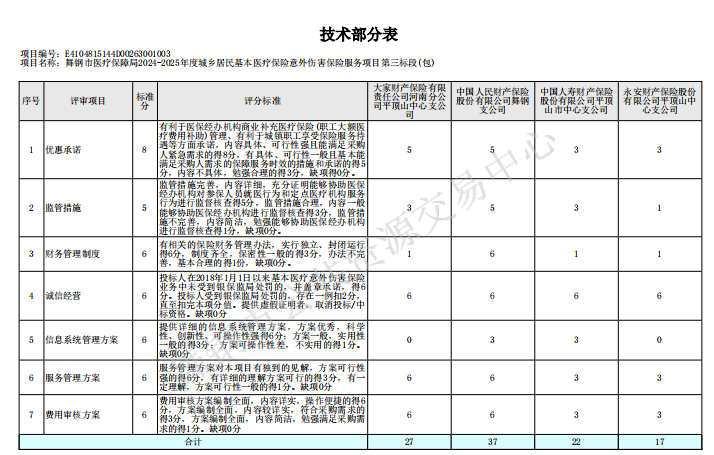 技术部分表
项目编号：E4104815144D00263001003
项目名称：舞钢市医疗保障局2024-2025年度城乡居民基本医疗保险意外伤害保险服务项目第三标段(包)
序号 评审项目 标准分 评分标准 大家财产保险有限责任公司河南分公司平顶山中心支公司 中国人民财产保险股份有限公司舞钢支公司 中国人寿财产保险股份有限公司平顶山市中心支公司 永安财产保险股份有限公司平顶山中心支公司
1 优惠承诺 8
有利于医保经办机构商业补充医疗保险(职工大额医
疗费用补助)管理、有利于城镇职工享受保险服务待
遇等方面承诺，内容具体、可行性强且能满足采购
人紧急需求的得8分，有具体、可行性一般且基本能
满足采购人需求的保障服务时效的措施和承诺的得5
分，内容不具体，勉强合理的得3分，缺项得0分。
5 5 3 3
2 监管措施 5
监管措施完善，内容详细，充分证明能够协助医保
经办机构对参保人员就医行为和定点医疗机构服务
行为进行监督核查得5分，监管措施合理，内容一般
能够协助医保经办机构进行监督核查得3分，监管措
施不完善，内容简洁，勉强能够协助医保经办机构
进行监督核查得1分，缺项0分。
3 5 3 1
3 财务管理制度 6
有相关的保险财务管理办法，实行独立、封闭运行
得6分，制度齐全，保密性一般的得3分，办法不完
善，基本合理的得1份，缺项0分。
1 6 1 1
4 诚信经营 6
投标人在2018年1月1日以来基本医疗意外伤害保险
业务中未受到银保监局处罚的，并盖章承诺，得6
分。投标人受到银保监局处罚的，存在一例扣2分，
直至扣完本项分值。提供虚假证明者，取消投标/中
标资格。缺项0分
6 6 6 6
5 信息系统管理方案 6
提供详细的信息系统管理方案，方案优秀，科学
性、创新性、可操作性强得6分；方案一般，实用性
一般的得3分；方案可操作性差，不实用的得1分。
缺项0分
0 3 3 0
6 服务管理方案 6
服务管理方案对本项目有独到的见解，方案可行性
强的得6分，有详细的理解方案可行的得3分，有一
定理解，方案可行性一般的得1分。缺项0分
6 6 3 3
7 费用审核方案 6
费用审核方案编制全面，内容详实，操作便捷的得6
分，方案编制全面，内容较详实，符合采购需求的
得3分，方案编制全面，内容简洁，勉强满足采购需
求的得1分。缺项0分
6 6 3 3
合计 27 37 22 17